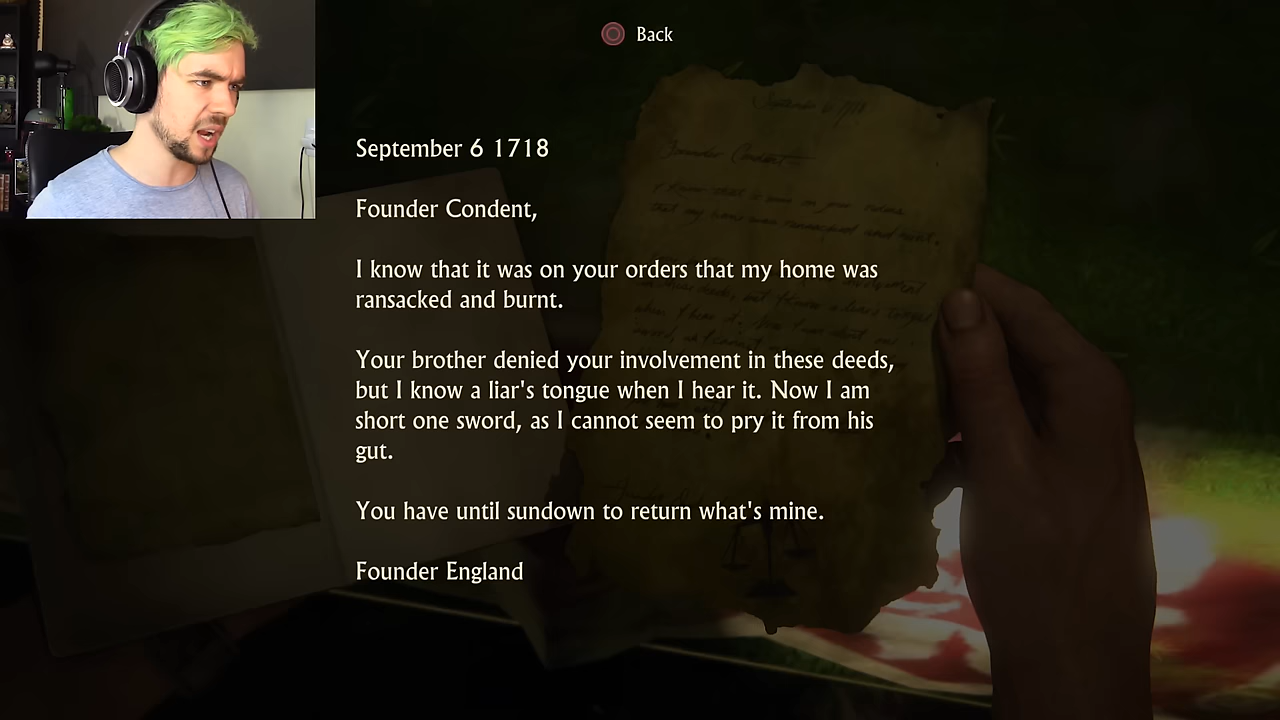 Back
September 6 1718
Founder Condent,
I know that it was on your orders that my home was
ransacked and burnt.
Your brother denied your involvement in these deeds,
but I know a liar's tongue when I hear it. Now I am
short one sword, as I cannot seem to pry it from his
gut.
You have until sundown to return what's mine.
Founder England